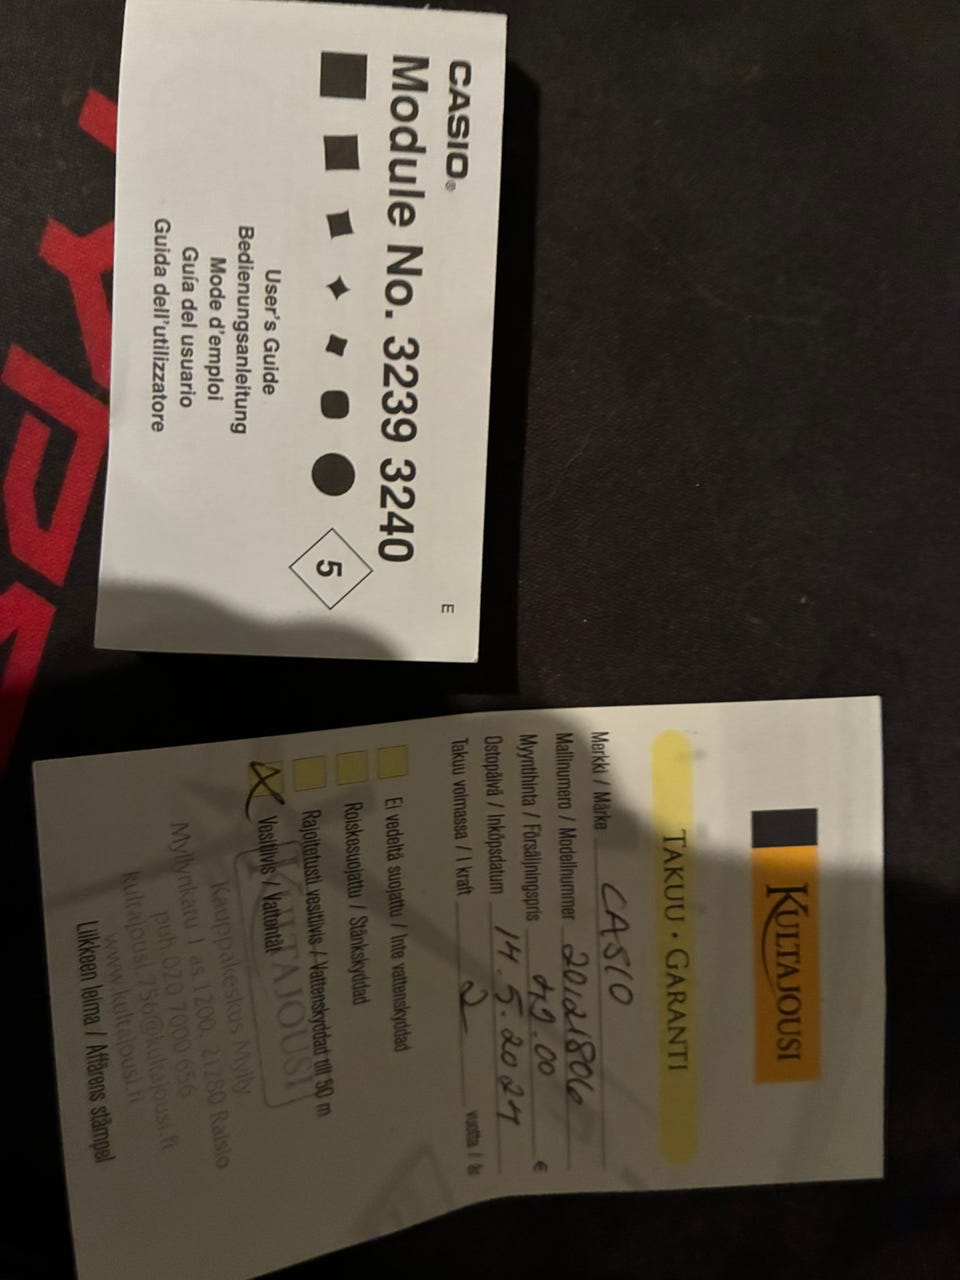 CASIO®
E
Module No. 3239 3240
5
User's Guide
Bedienungsanleitung
Mode d'emploi
Guía del usuario
Guida dell'utilizzatore
KULTAJOUSI
TAKUU • GARANTI
Merkki / Märke CASIO
Mallinumero / Modellnummer 20121806
Myyntihinta / Försäljningspris 49.00 €
Ostopäivä / Inköpsdatum 14.5.2024
Takuu voimassa / I kraft 2 vuotta / år
Ei vedeltä suojattu / Inte vattenskyddad
Roiskesuojattu / Stänkskyddad
Rajoitetusti vesitiivis / Vattenskyddad till 50 m
X Vesitiivis / Vattentät
KULTAJOUSI
Kauppakeskus Mylly
Myllynkatu 1 as 1 200, 21280 Raisio
puh.020 7000 656
kultajousi.756@kultajousi.fi
www.kultajousi.fi
Liikkeen leima / Affärens stämpel